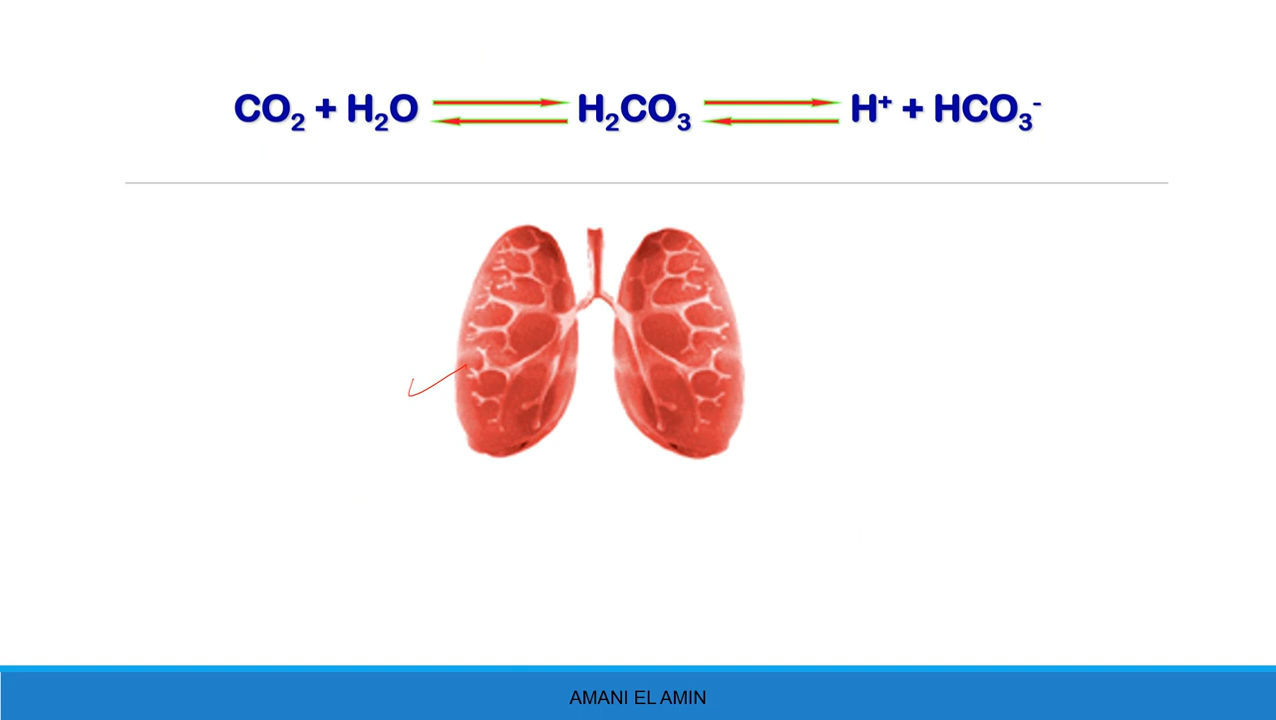 CO₂ + H₂O ⇌ H₂CO₃ ⇌ H⁺ + HCO₃⁻
AMANI EL AMIN